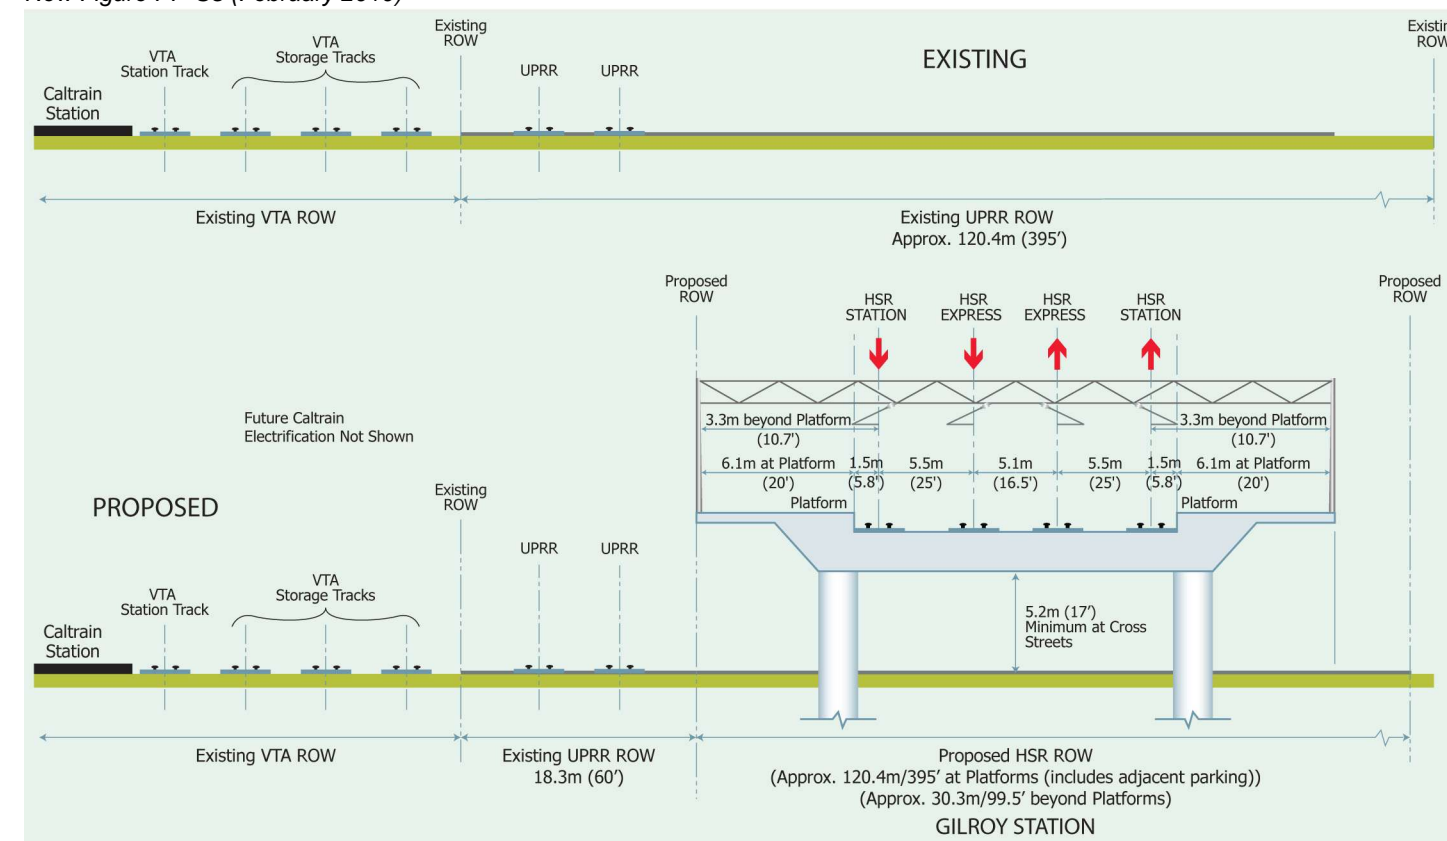 EXISTING
Existing
ROW
VTA
Storage Tracks
VTA
Station Track
Caltrain
Station
UPRR
UPRR
Existing VTA ROW
Existing UPRR ROW
Approx. 120.4m (395')
Proposed
ROW
HSR
STATION
HSR
EXPRESS
HSR
EXPRESS
HSR
STATION
Proposed
ROW
Future Caltrain
Electrification Not Shown
3.3m beyond Platform
(10.7')
3.3m beyond Platform
(10.7')
6.1m at Platform
(20')
1.5m
(5.8')
5.5m
(25')
5.1m
(16.5')
5.5m
(25')
1.5m
(5.8')
6.1m at Platform
(20')
Platform
Platform
PROPOSED
Existing
ROW
UPRR
UPRR
VTA
Storage Tracks
VTA
Station Track
Caltrain
Station
5.2m (17')
Minimum at Cross
Streets
Existing VTA ROW
Existing UPRR ROW
18.3m (60')
Proposed HSR ROW
(Approx. 120.4m/395' at Platforms (includes adjacent parking))
(Approx. 30.3m/99.5' beyond Platforms)
GILROY STATION